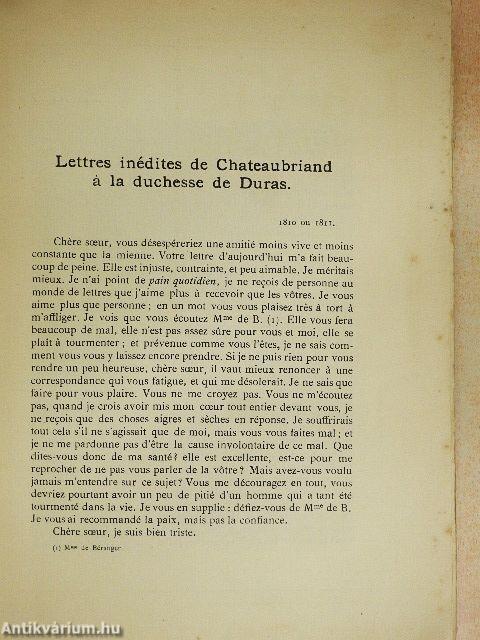 Lettres inédites de Chateaubriand
à la duchesse de Duras.
1810 ou 1811.
Chère sœur, vous désespéreriez une amitié moins vive et moins
constante que la mienne. Votre lettre d'aujourd'hui m'a fait beau-
coup de peine. Elle est injuste, contrainte, et peu aimable. Je méritais
mieux. Je n'ai point de pain quotidien, je ne reçois de personne au
monde de lettres que j'aime plus à recevoir que les vôtres. Je vous
aime plus que personne ; en un mot vous vous plaisez très à tort à
m'affliger. Je vois que vous écoutez Mme de B. (1). Elle vous fera
beaucoup de mal, elle n'est pas assez sûre pour vous et moi, elle se
plaît à tourmenter ; et prévenue comme vous l'êtes, je ne sais com-
ment vous vous y laissez encore prendre. Si je ne puis rien pour vous
rendre un peu heureuse, chère sœur, il vaut mieux renoncer à une
correspondance qui vous fatigue, et qui me désolerait. Je ne sais que
faire pour vous plaire. Vous ne me croyez pas. Vous ne m'écoutez
pas, quand je crois avoir mis mon cœur tout entier devant vous, je
ne reçois que des choses aigres et sèches en réponse. Je souffrirais
tout cela s'il ne s'agissait que de moi, mais vous vous faites mal ; et
je ne me pardonne pas d'être la cause involontaire de ce mal. Que
dites-vous donc de ma santé ? elle est excellente, est-ce pour me
reprocher de ne pas vous parler de la vôtre ? Mais avez-vous voulu
jamais m'entendre sur ce sujet ? Vous me découragez en tout, vous
devriez pourtant avoir un peu de pitié d'un homme qui a tant été
tourmenté dans la vie. Je vous en supplie : défiez-vous de Mme de B.
Je vous ai recommandé la paix, mais pas la confiance.
Chère sœur, je suis bien triste.
(1) Mme de Béranger
Antikvárium.hu